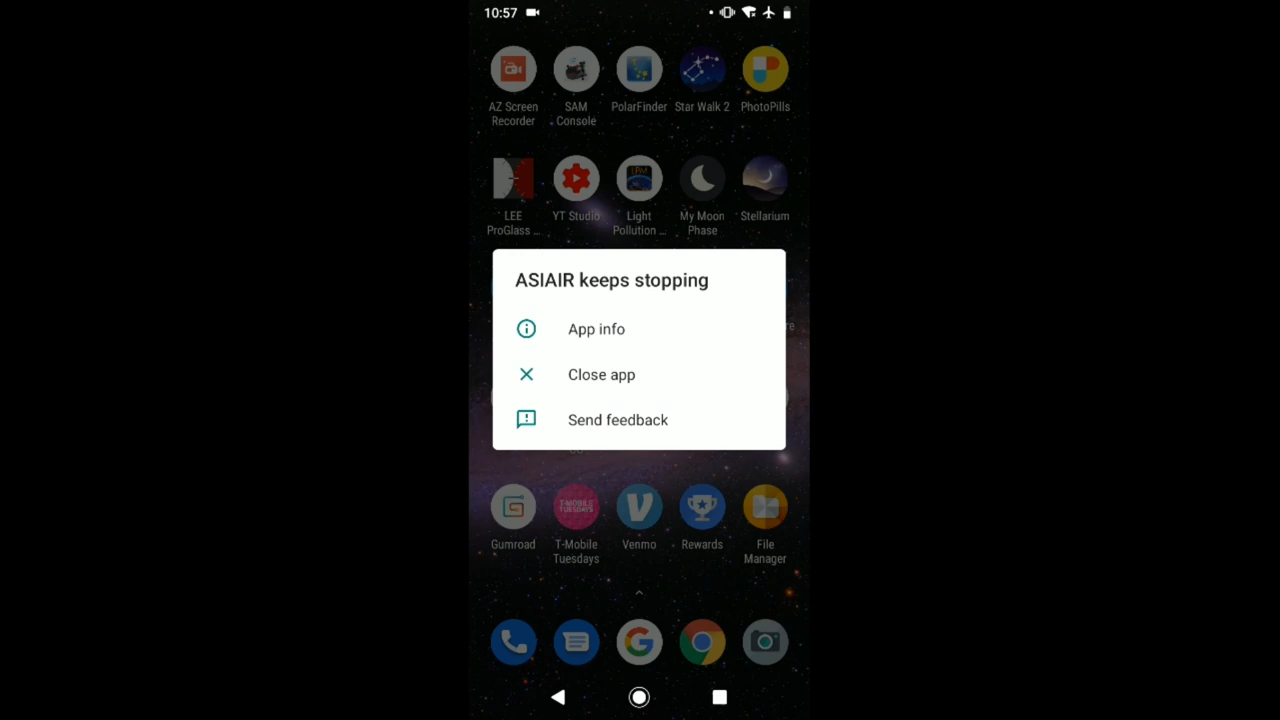 10:57
AZ Screen SAM PolarFinder Star Walk 2 PhotoPills
Recorder Console
LEE YT Studio Light My Moon Stellarium
ProGlass ... Pollution ... Phase
ASIAIR keeps stopping
App info
Close app
Send feedback
T-MOBILE
TUESDAYS
Gumroad T-Mobile Venmo Rewards File
Tuesdays Manager